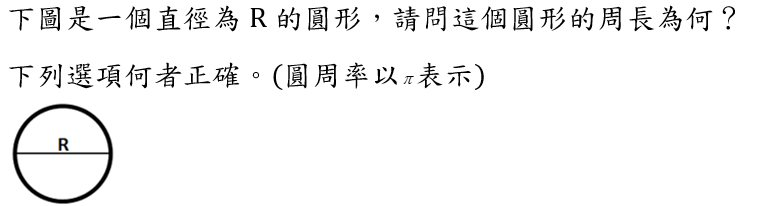 下圖是一個直徑為 R 的圓形，請問這個圓形的周長為何？
下列選項何者正確。(圓周率以π表示)
R